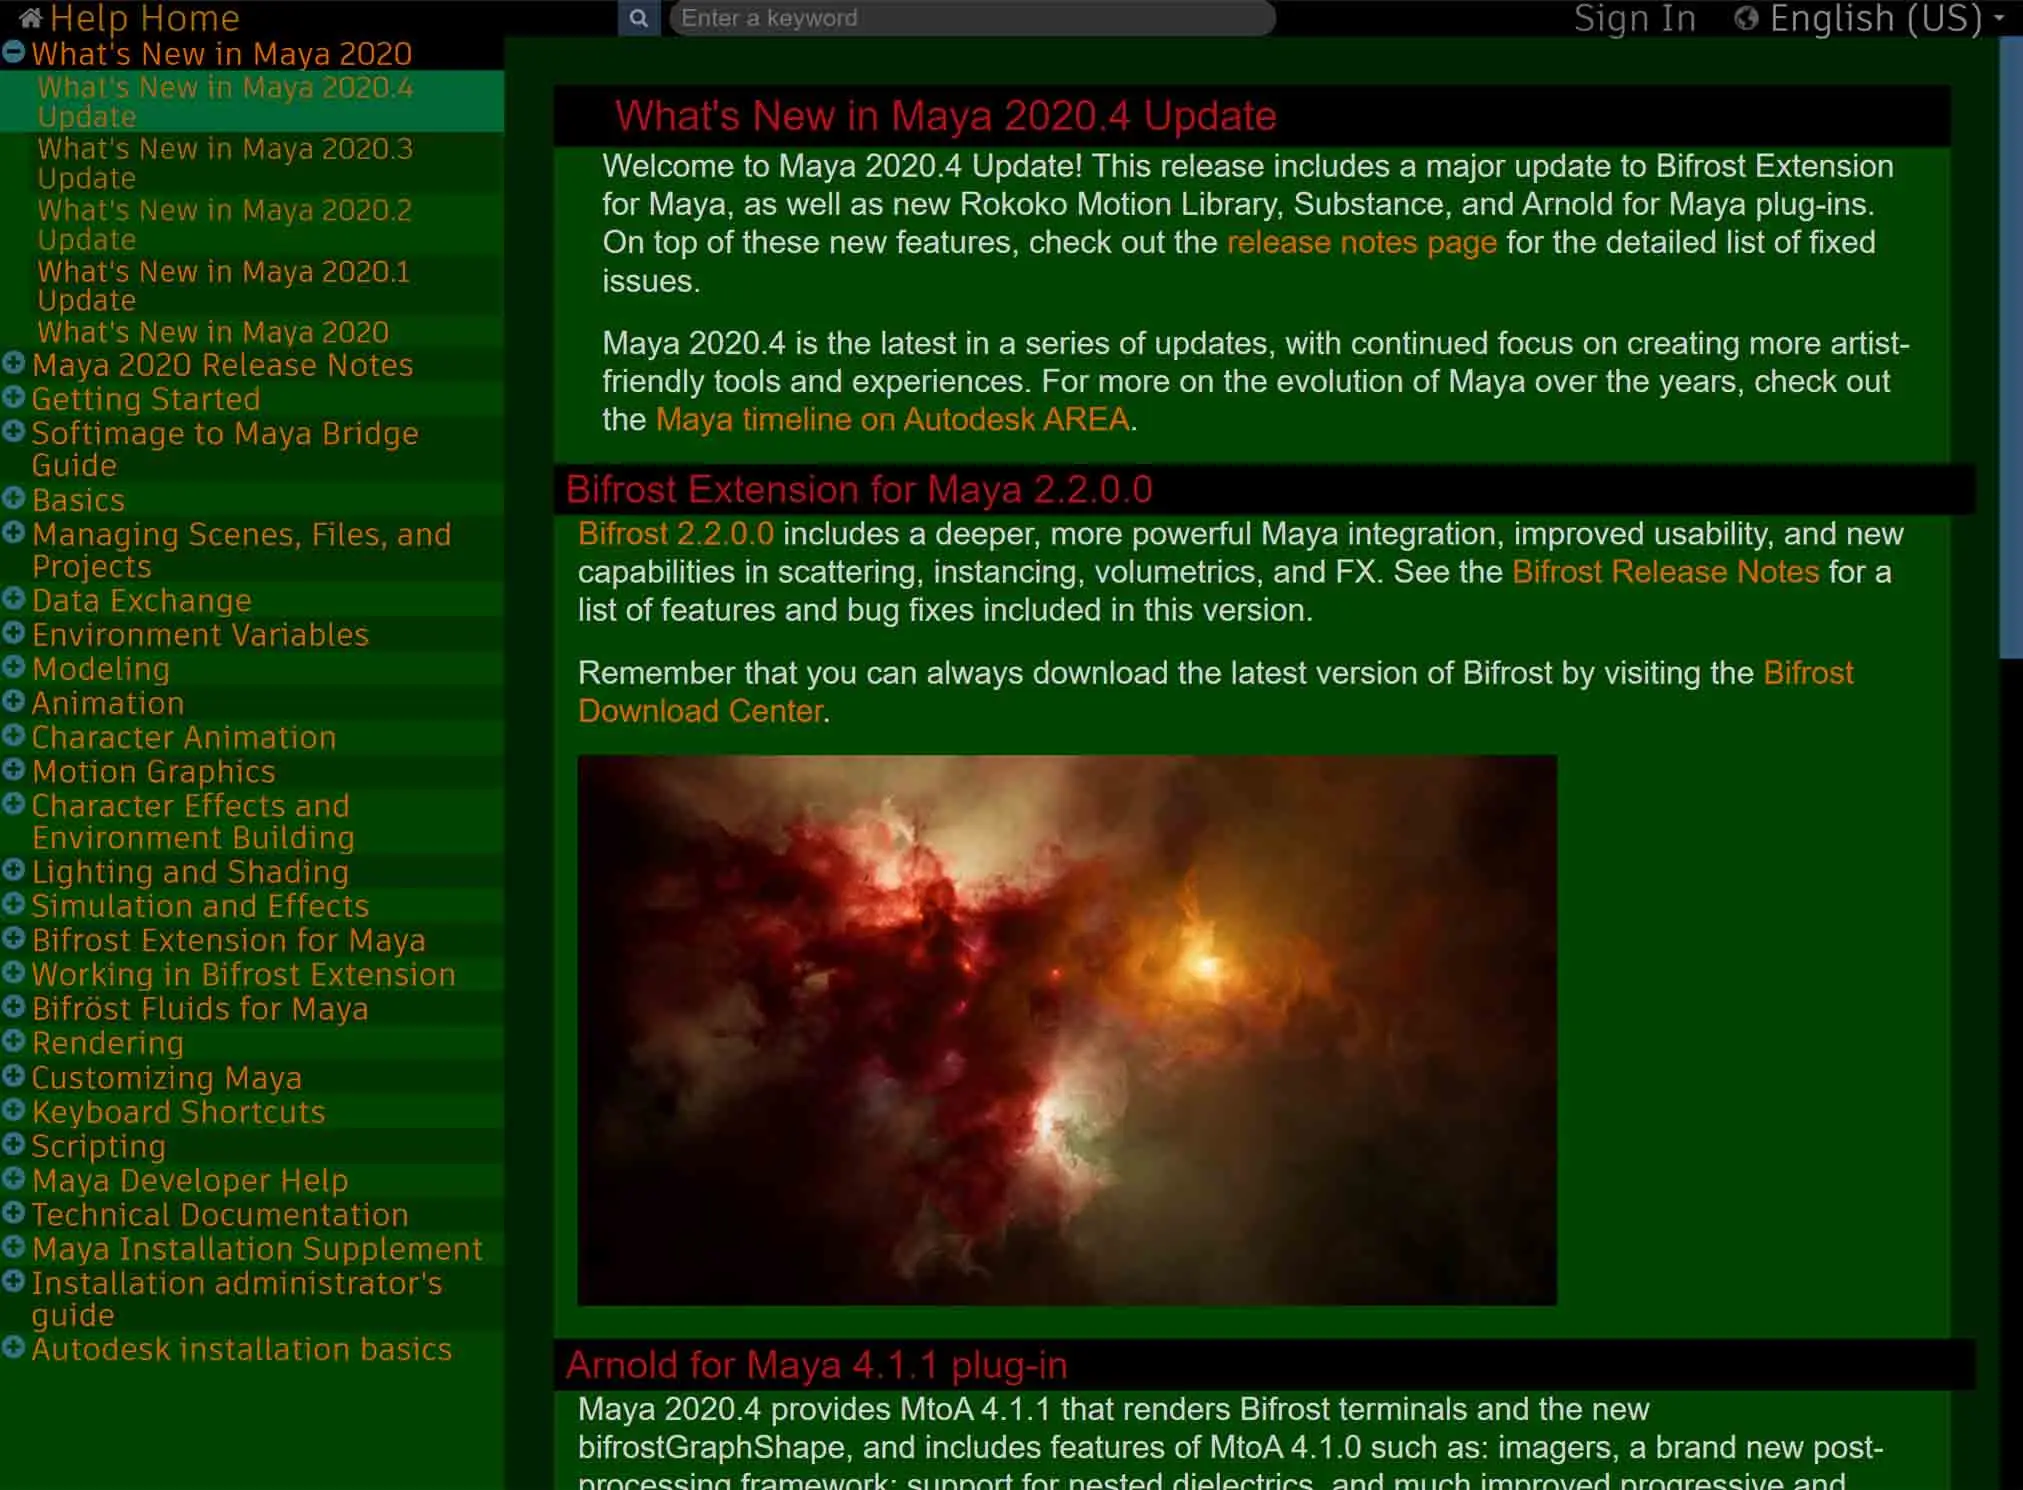 Help Home
Enter a keyword
Sign In
English (US)
What's New in Maya 2020
What's New in Maya 2020.4
Update
What's New in Maya 2020.3
Update
What's New in Maya 2020.2
Update
What's New in Maya 2020.1
Update
What's New in Maya 2020
Maya 2020 Release Notes
Getting Started
Softimage to Maya Bridge
Guide
Basics
Managing Scenes, Files, and
Projects
Data Exchange
Environment Variables
Modeling
Animation
Character Animation
Motion Graphics
Character Effects and
Environment Building
Lighting and Shading
Simulation and Effects
Bifrost Extension for Maya
Working in Bifrost Extension
Bifröst Fluids for Maya
Rendering
Customizing Maya
Keyboard Shortcuts
Scripting
Maya Developer Help
Technical Documentation
Maya Installation Supplement
Installation administrator's
guide
Autodesk installation basics
What's New in Maya 2020.4 Update
Welcome to Maya 2020.4 Update! This release includes a major update to Bifrost Extension
for Maya, as well as new Rokoko Motion Library, Substance, and Arnold for Maya plug-ins.
On top of these new features, check out the release notes page for the detailed list of fixed
issues.
Maya 2020.4 is the latest in a series of updates, with continued focus on creating more artist-
friendly tools and experiences. For more on the evolution of Maya over the years, check out
the Maya timeline on Autodesk AREA.
Bifrost Extension for Maya 2.2.0.0
Bifrost 2.2.0.0 includes a deeper, more powerful Maya integration, improved usability, and new
capabilities in scattering, instancing, volumetrics, and FX. See the Bifrost Release Notes for a
list of features and bug fixes included in this version.
Remember that you can always download the latest version of Bifrost by visiting the Bifrost
Download Center.
Arnold for Maya 4.1.1 plug-in
Maya 2020.4 provides MtoA 4.1.1 that renders Bifrost terminals and the new
bifrostGraphShape, and includes features of MtoA 4.1.0 such as: imagers, a brand new post-
processing framework; support for nested dielectrics, and much improved progressive and